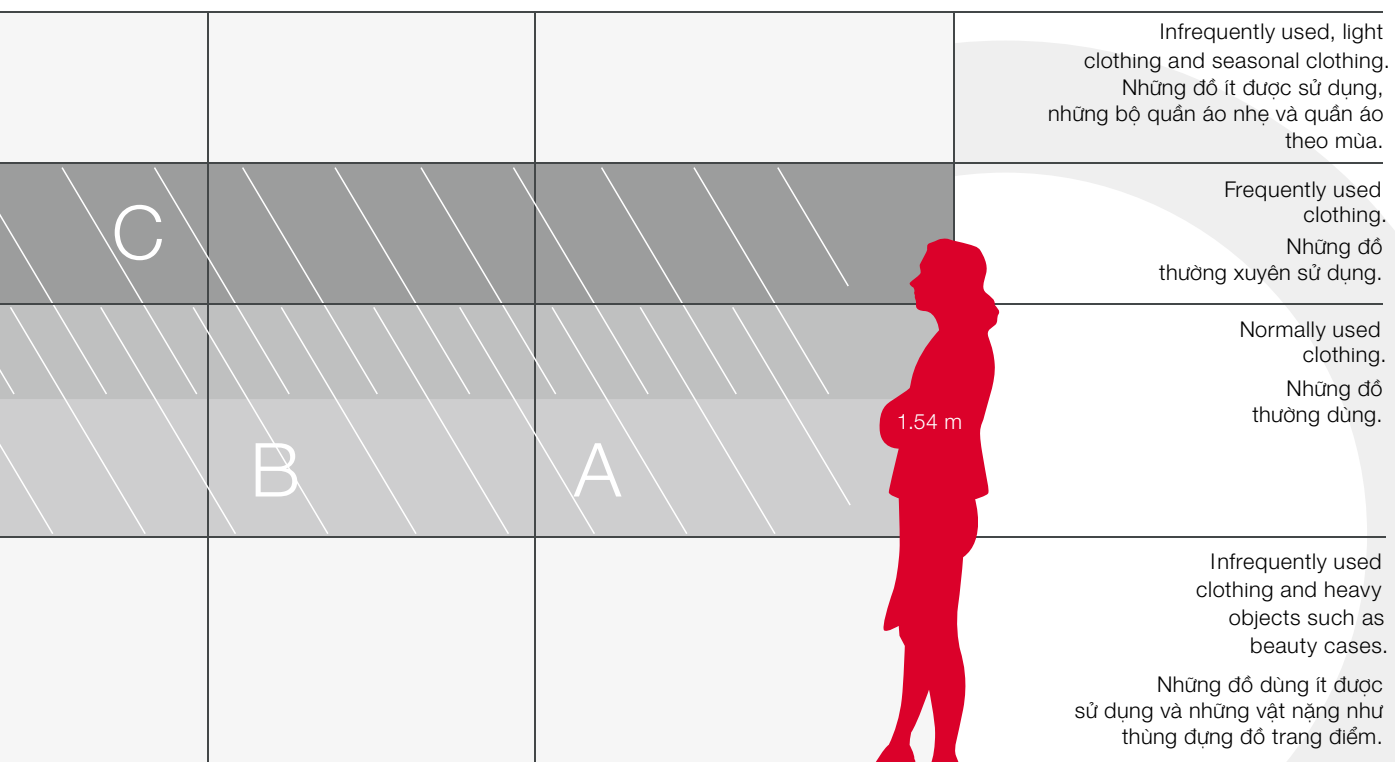 Infrequently used, light
clothing and seasonal clothing.
Những đồ ít được sử dụng,
những bộ quần áo nhẹ và quần áo
theo mùa.
Frequently used
clothing.
Những đồ
thường xuyên sử dụng.
C
Normally used
clothing.
Những đồ
thường dùng.
1.54 m
B
A
Infrequently used
clothing and heavy
objects such as
beauty cases.
Những đồ dùng ít được
sử dụng và những vật nặng như
thùng đựng đồ trang điểm.